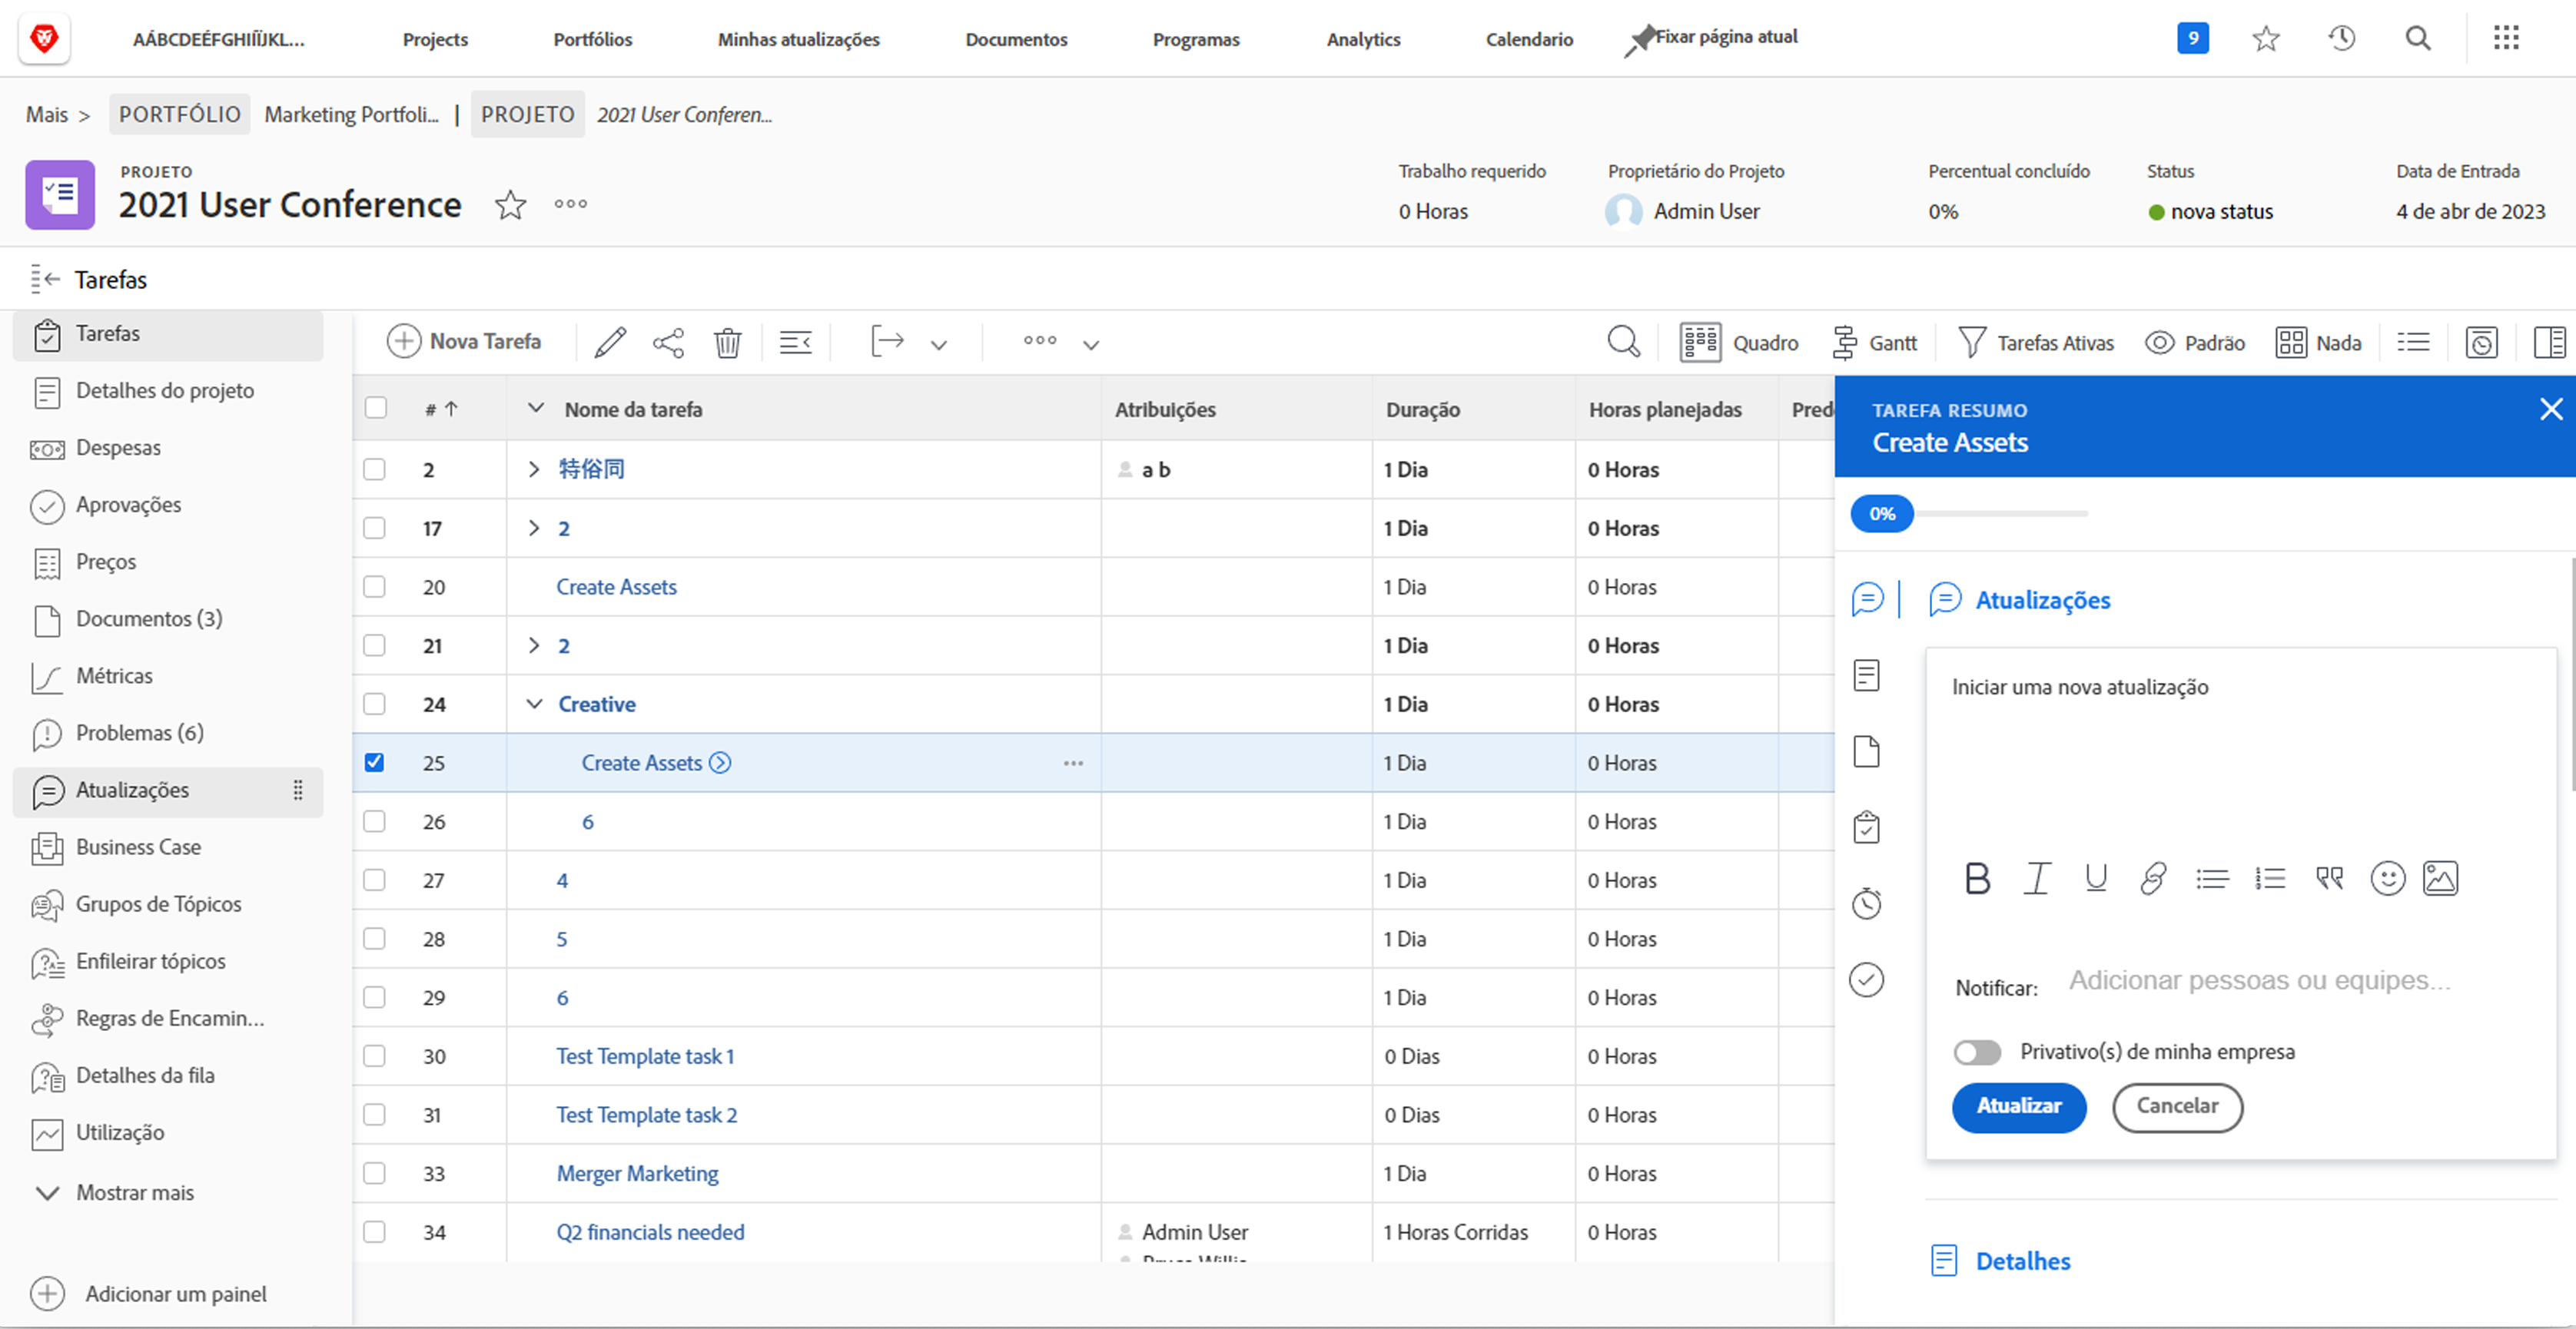 AÁBCDEÉFGHIÍÏJKL...
Projects
Portfólios
Minhas atualizações
Documentos
Programas
Analytics
Calendario
Fixar página atual
9
Mais >
PORTFÓLIO
Marketing Portfoli... |
PROJETO
2021 User Conferen...
PROJETO
2021 User Conference
Trabalho requerido
0 Horas
Proprietário do Projeto
Admin User
Percentual concluído
0%
Status
nova status
Data de Entrada
4 de abr de 2023
Tarefas
Tarefas
Detalhes do projeto
Despesas
Aprovações
Preços
Documentos (3)
Métricas
Problemas (6)
Atualizações
Business Case
Grupos de Tópicos
Enfileirar tópicos
Regras de Encamin...
Detalhes da fila
Utilização
Mostrar mais
Adicionar um painel
Nova Tarefa
Quadro
Gantt
Tarefas Ativas
Padrão
Nada
# Nome da tarefa Atribuições Duração Horas planejadas Pred
2 特俗同 a b 1 Dia 0 Horas
17 2 1 Dia 0 Horas
20 Create Assets 1 Dia 0 Horas
21 2 1 Dia 0 Horas
24 Creative 1 Dia 0 Horas
25 Create Assets 1 Dia 0 Horas
26 6 1 Dia 0 Horas
27 4 1 Dia 0 Horas
28 5 1 Dia 0 Horas
29 6 1 Dia 0 Horas
30 Test Template task 1 0 Dias 0 Horas
31 Test Template task 2 0 Dias 0 Horas
33 Merger Marketing 1 Dia 0 Horas
34 Q2 financials needed Admin User 1 Horas Corridas 0 Horas
TAREFA RESUMO
Create Assets
0%
Atualizações
Iniciar uma nova atualização
Notificar: Adicionar pessoas ou equipes...
Privativo(s) de minha empresa
Atualizar
Cancelar
Detalhes